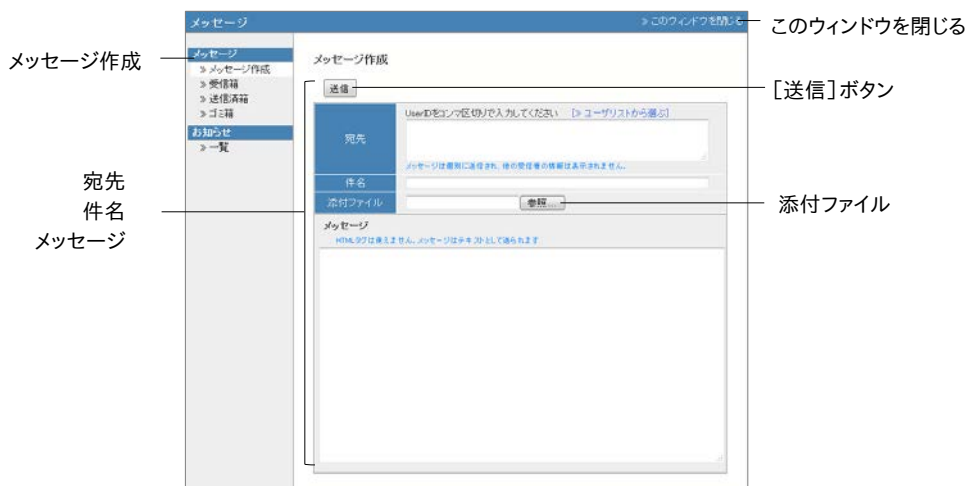 メッセージ
» このウィンドウを閉じる
このウィンドウを閉じる
メッセージ作成
メッセージ
» メッセージ作成
» 受信箱
» 送信済箱
» ゴミ箱
お知らせ
» 一覧
メッセージ作成
送信
[送信]ボタン
宛先
UserIDをコンマ区切りで入力してください [» ユーザリストから選ぶ]
メッセージは個別に送信され、他の受信者の情報は表示されません。
件名
添付ファイル
参照...
添付ファイル
宛先
件名
メッセージ
メッセージ
HTMLタグは使えません。メッセージはテキストとして送られます